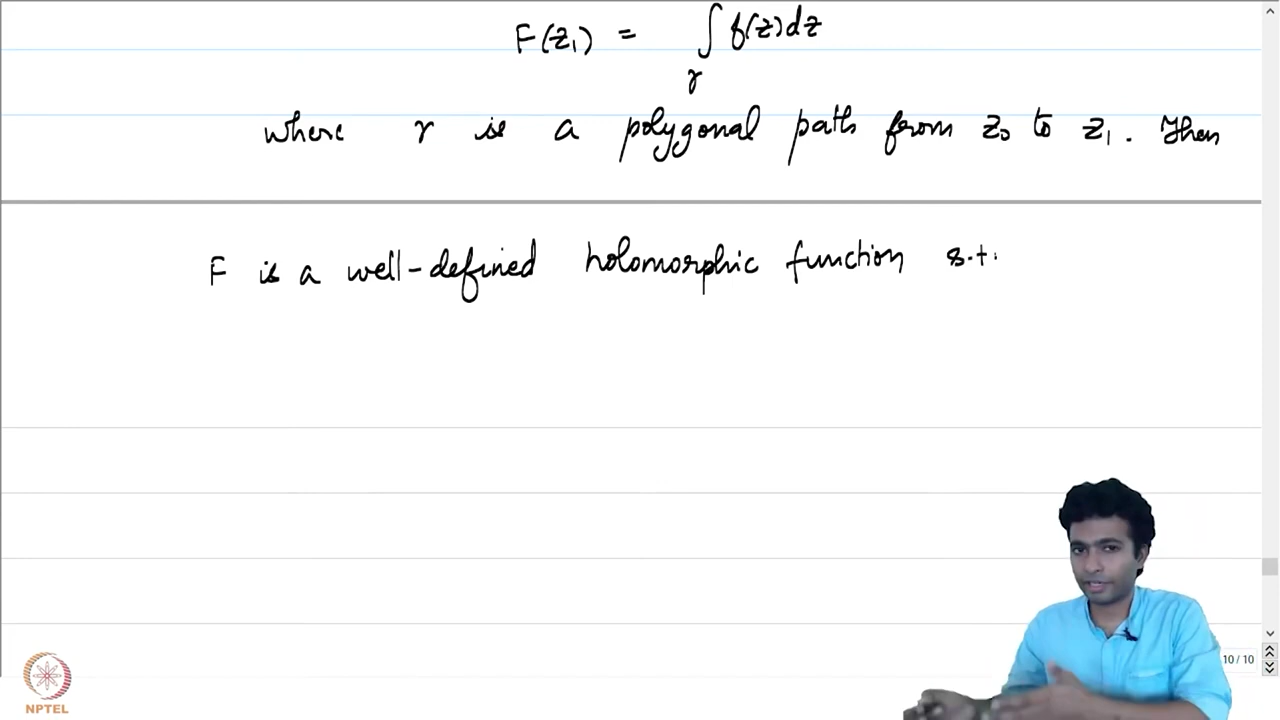 F(z₁) = ∫ f(z)dz
γ
where γ is a polygonal path from z₀ to z₁. Then
F is a well-defined holomorphic function s.t.
10 / 10
NPTEL